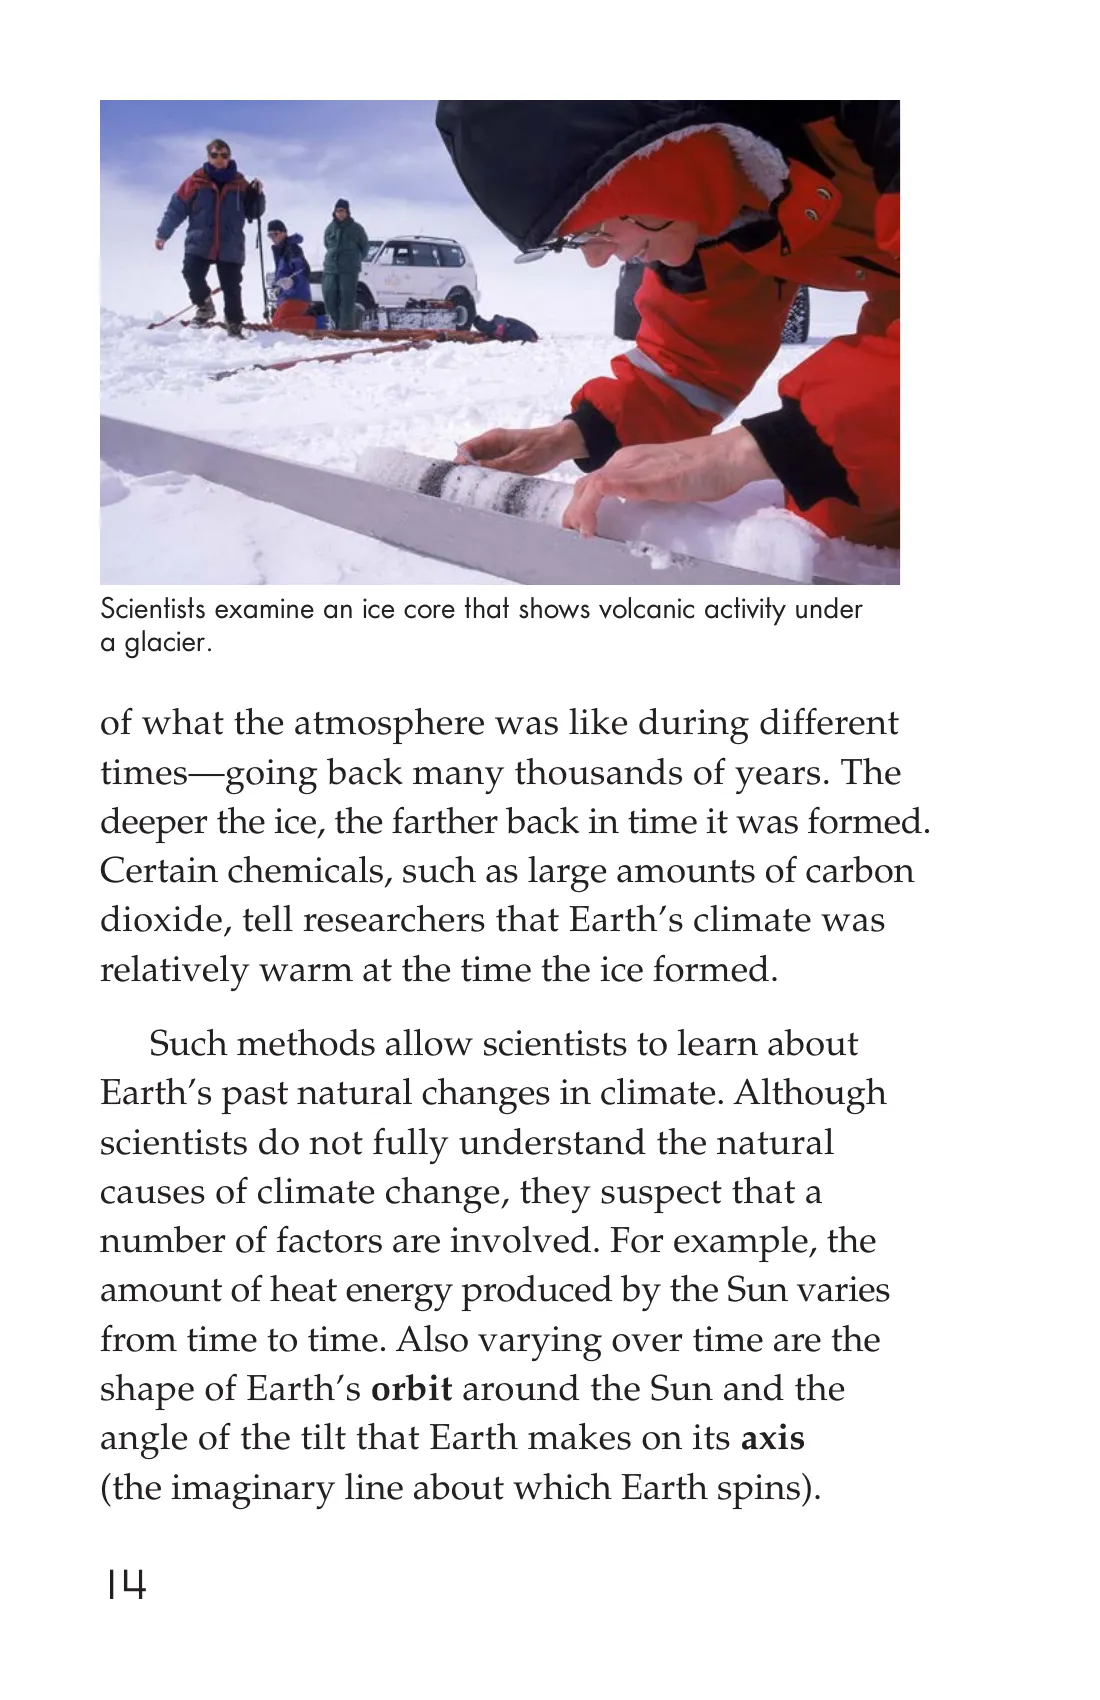 Scientists examine an ice core that shows volcanic activity under
a glacier.
of what the atmosphere was like during different
times—going back many thousands of years. The
deeper the ice, the farther back in time it was formed.
Certain chemicals, such as large amounts of carbon
dioxide, tell researchers that Earth’s climate was
relatively warm at the time the ice formed.
Such methods allow scientists to learn about
Earth’s past natural changes in climate. Although
scientists do not fully understand the natural
causes of climate change, they suspect that a
number of factors are involved. For example, the
amount of heat energy produced by the Sun varies
from time to time. Also varying over time are the
shape of Earth’s orbit around the Sun and the
angle of the tilt that Earth makes on its axis
(the imaginary line about which Earth spins).
14